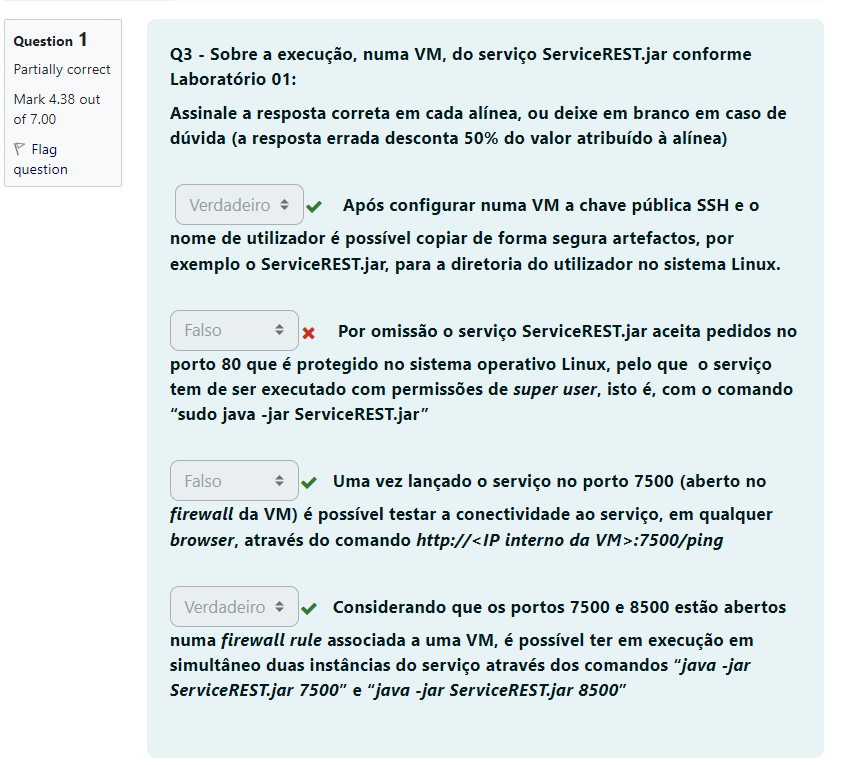 Question 1
Partially correct
Mark 4.38 out
of 7.00
Flag
question
Q3 - Sobre a execução, numa VM, do serviço ServiceREST.jar conforme
Laboratório 01:
Assinale a resposta correta em cada alínea, ou deixe em branco em caso de
dúvida (a resposta errada desconta 50% do valor atribuído à alínea)
Verdadeiro Após configurar numa VM a chave pública SSH e o
nome de utilizador é possível copiar de forma segura artefactos, por
exemplo o ServiceREST.jar, para a diretoria do utilizador no sistema Linux.
Falso Por omissão o serviço ServiceREST.jar aceita pedidos no
porto 80 que é protegido no sistema operativo Linux, pelo que o serviço
tem de ser executado com permissões de super user, isto é, com o comando
“sudo java -jar ServiceREST.jar”
Falso Uma vez lançado o serviço no porto 7500 (aberto no
firewall da VM) é possível testar a conectividade ao serviço, em qualquer
browser, através do comando http://<IP interno da VM>:7500/ping
Verdadeiro Considerando que os portos 7500 e 8500 estão abertos
numa firewall rule associada a uma VM, é possível ter em execução em
simultâneo duas instâncias do serviço através dos comandos “java -jar
ServiceREST.jar 7500” e “java -jar ServiceREST.jar 8500”